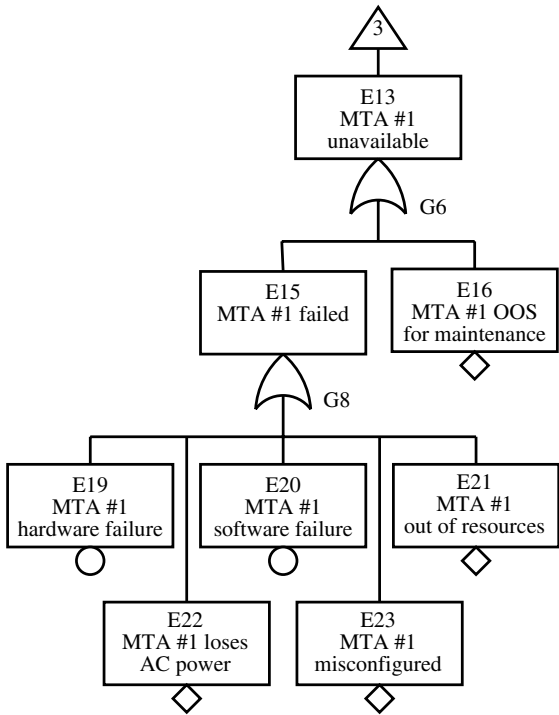 3
E13
MTA #1
unavailable
G6
E15
MTA #1 failed
E16
MTA #1 OOS
for maintenance
G8
E19
MTA #1
hardware failure
E20
MTA #1
software failure
E21
MTA #1
out of resources
E22
MTA #1 loses
AC power
E23
MTA #1
misconfigured